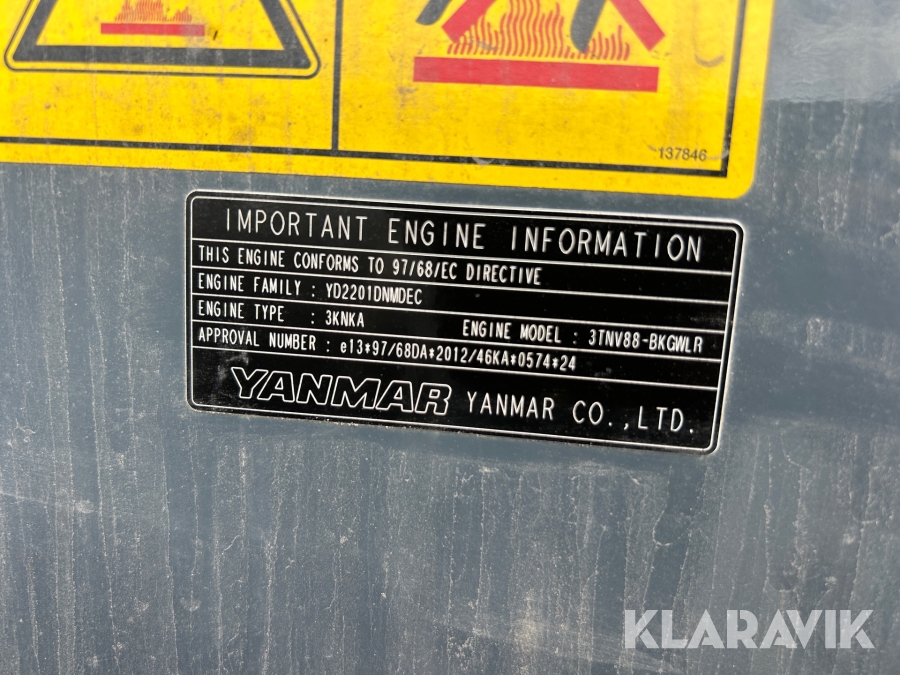 137846
IMPORTANT ENGINE INFORMATION
THIS ENGINE CONFORMS TO 97/68/EC DIRECTIVE
ENGINE FAMILY : YD2201DNMDEC
ENGINE TYPE : 3KNKA ENGINE MODEL : 3TNV88-BKGWLR
APPROVAL NUMBER : e13*97/68DA*2012/46KA*0574*24
YANMAR YANMAR CO.,LTD.
KLARAVIK